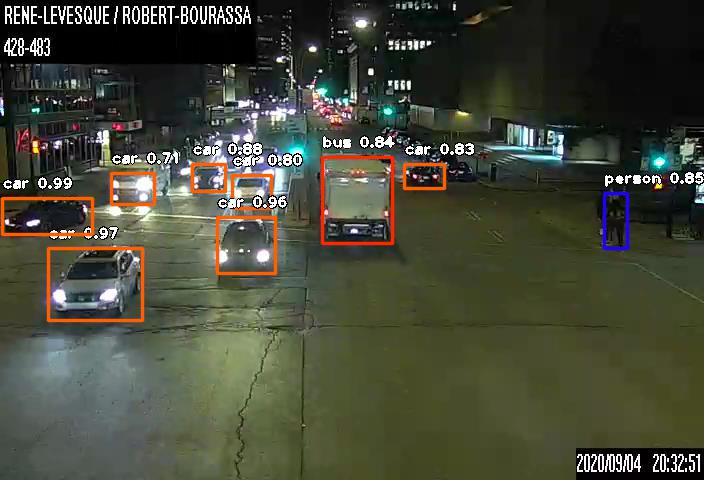 RENE-LEVESQUE / ROBERT-BOURASSA
428-483
car 0.88
car 0.71
car 0.80
bus 0.84
car 0.83
car 0.99
person 0.85
car 0.96
car 0.97
2020/09/04 20:32:51